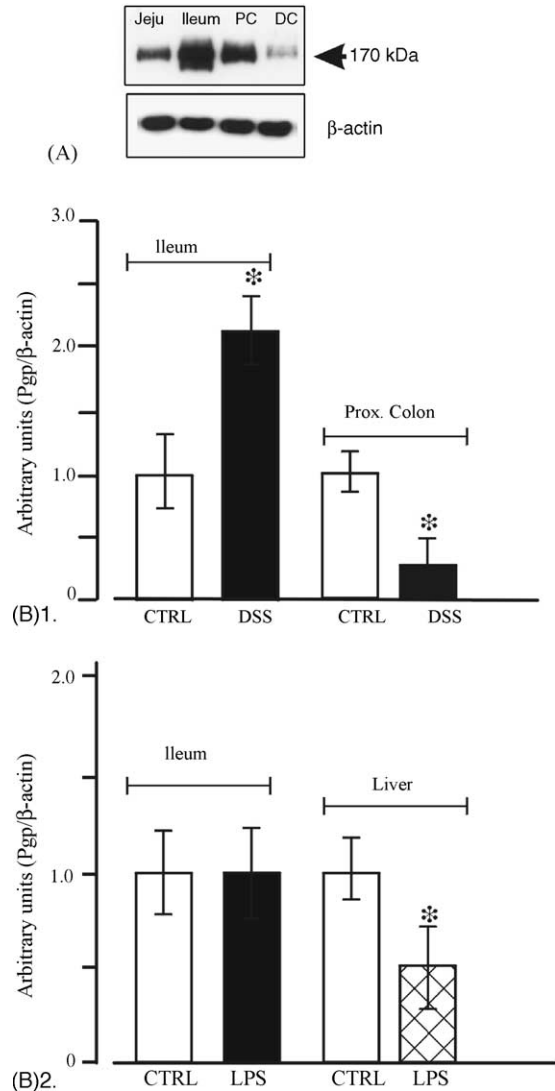 Jeju Ileum PC DC
170 kDa
β-actin
(A)
Arbitrary units (Pgp/β-actin)
3.0
2.0
1.0
0
Ileum
*
Prox. Colon
*
CTRL DSS CTRL DSS
(B)1.
Arbitrary units (Pgp/β-actin)
2.0
1.0
0
Ileum
Liver
*
CTRL LPS CTRL LPS
(B)2.